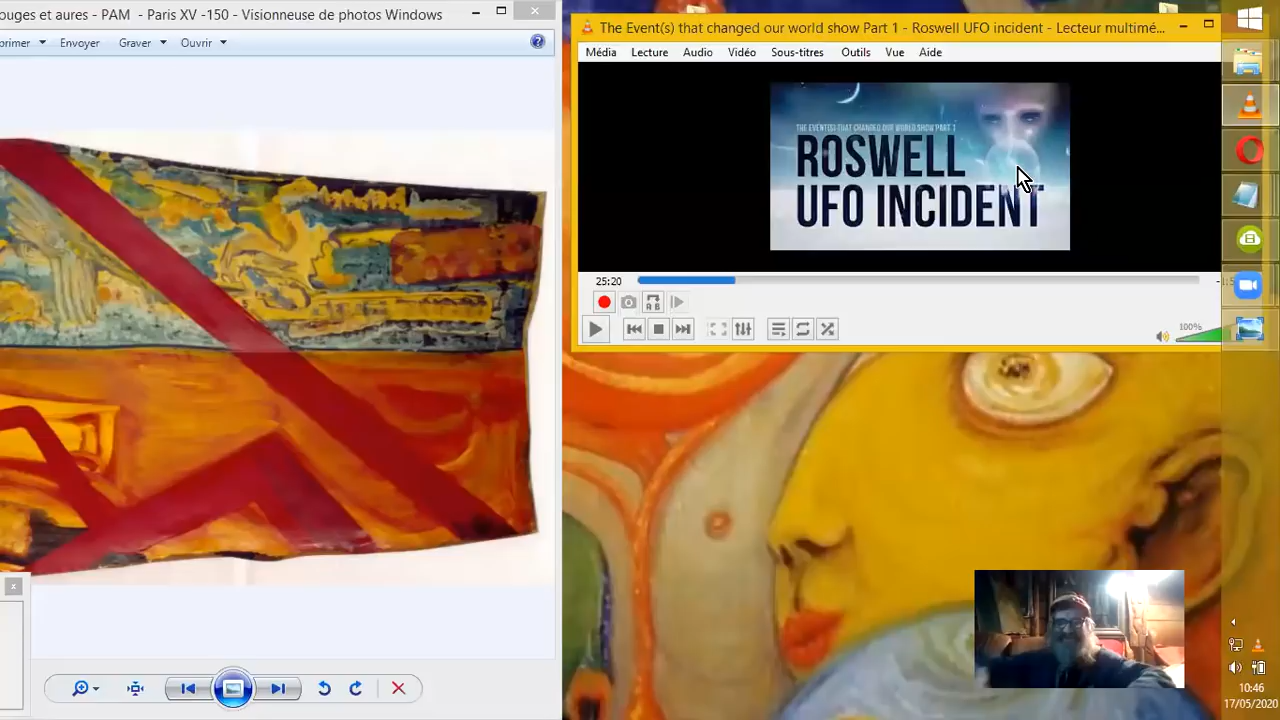 ouges et aures - PAM - Paris XV -150 - Visionneuse de photos Windows
primer Envoyer Graver Ouvrir
The Event(s) that changed our world show Part 1 - Roswell UFO incident - Lecteur multimé...
Média Lecture Audio Vidéo Sous-titres Outils Vue Aide
THE EVENT(S) THAT CHANGED OUR WORLD SHOW PART 1
ROSWELL
UFO INCIDENT
25:20
100%
10:46
17/05/2020